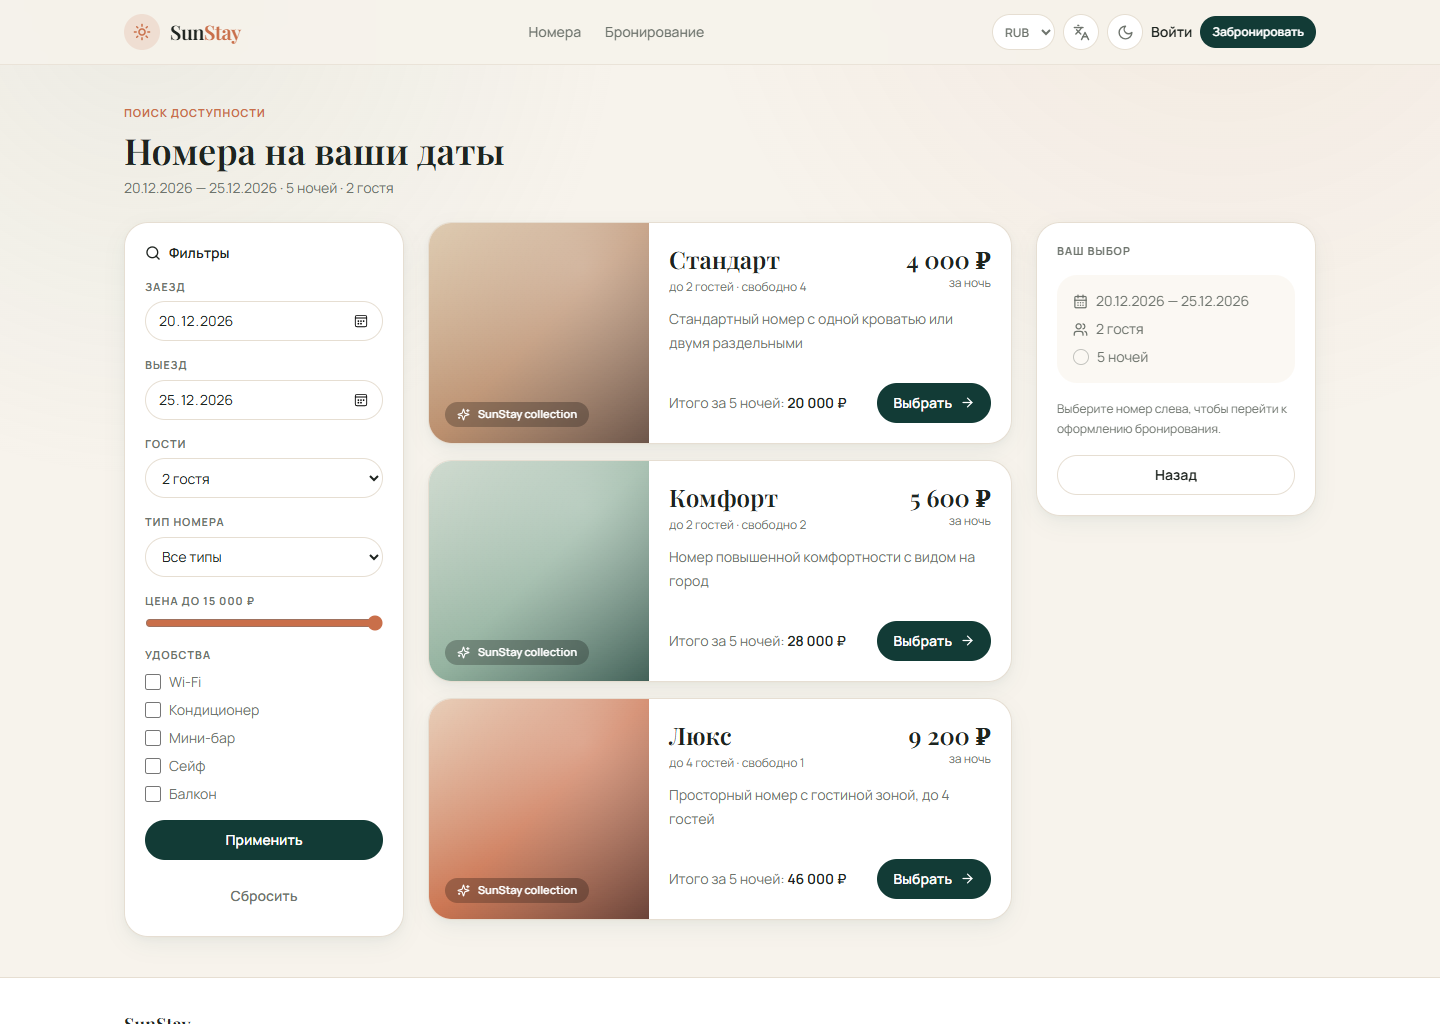 SunStay
Номера
Бронирование
RUB
Войти
Забронировать
ПОИСК ДОСТУПНОСТИ
Номера на ваши даты
20.12.2026 — 25.12.2026 · 5 ночей · 2 гостя
Фильтры
ЗАЕЗД
20.12.2026
ВЫЕЗД
25.12.2026
ГОСТИ
2 гостя
ТИП НОМЕРА
Все типы
ЦЕНА ДО 15 000 ₽
УДОБСТВА
Wi-Fi
Кондиционер
Мини-бар
Сейф
Балкон
Применить
Сбросить
SunStay collection
Стандарт
4 000 ₽
до 2 гостей · свободно 4
за ночь
Стандартный номер с одной кроватью или
двумя раздельными
Итого за 5 ночей: 20 000 ₽
Выбрать
SunStay collection
Комфорт
5 600 ₽
до 2 гостей · свободно 2
за ночь
Номер повышенной комфортности с видом на
город
Итого за 5 ночей: 28 000 ₽
Выбрать
SunStay collection
Люкс
9 200 ₽
до 4 гостей · свободно 1
за ночь
Просторный номер с гостиной зоной, до 4
гостей
Итого за 5 ночей: 46 000 ₽
Выбрать
ВАШ ВЫБОР
20.12.2026 — 25.12.2026
2 гостя
5 ночей
Выберите номер слева, чтобы перейти к
оформлению бронирования.
Назад
SunStay